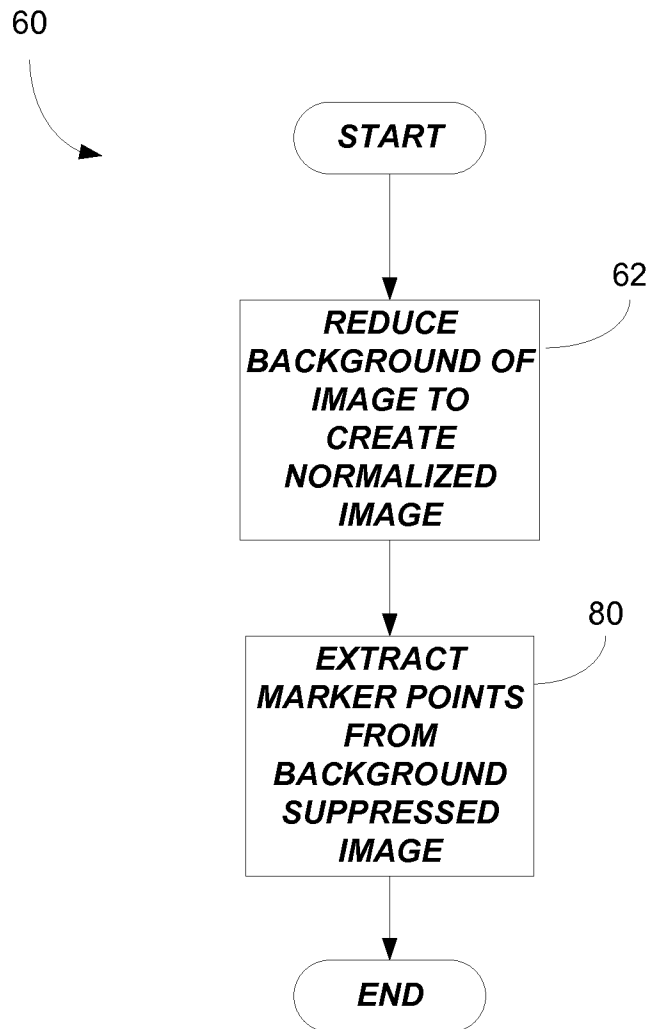 60
START
62
REDUCE
BACKGROUND OF
IMAGE TO
CREATE
NORMALIZED
IMAGE
80
EXTRACT
MARKER POINTS
FROM
BACKGROUND
SUPPRESSED
IMAGE
END